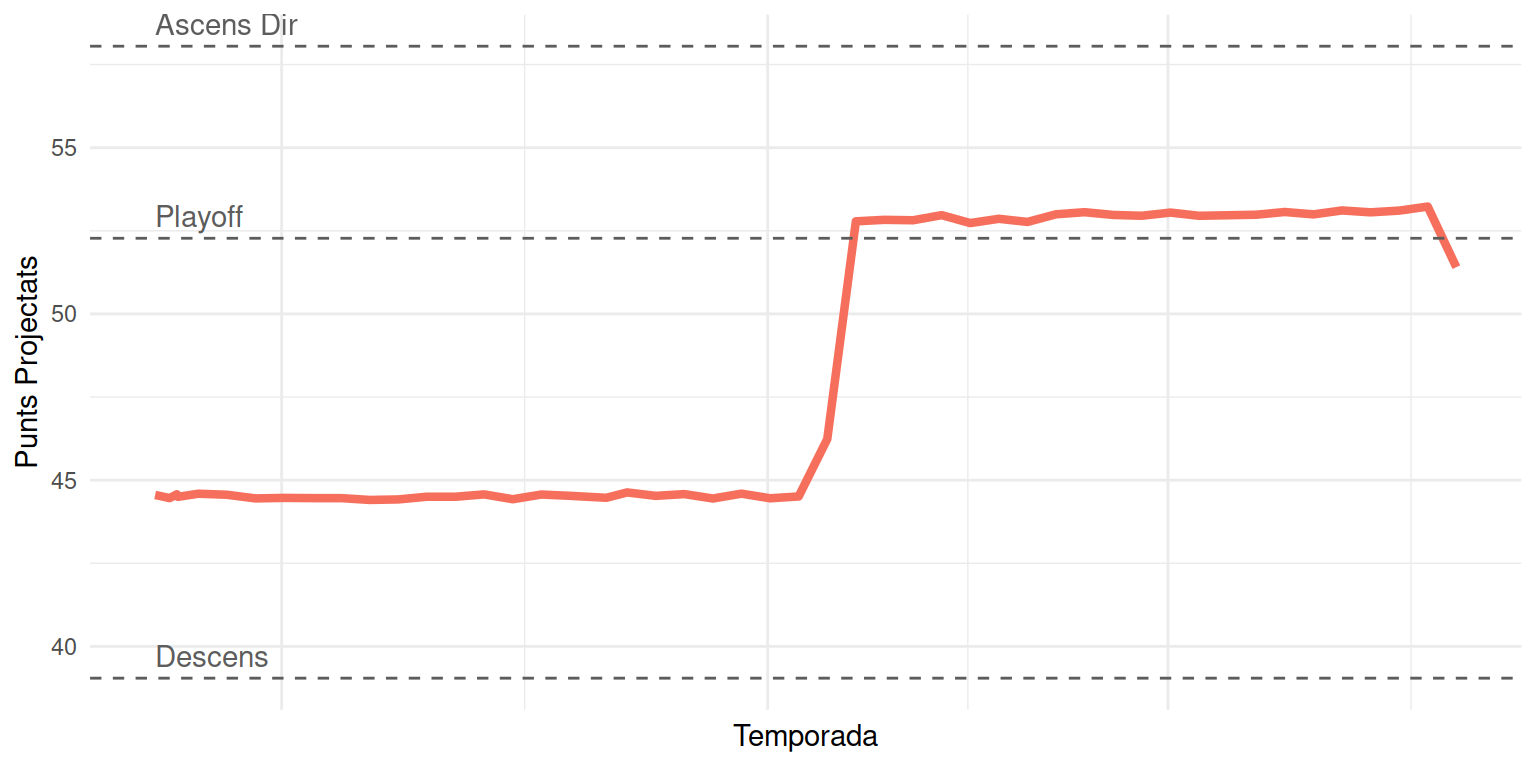 Ascens Dir
55
Playoff
50
45
40
Descens
Punts Projectats
Temporada